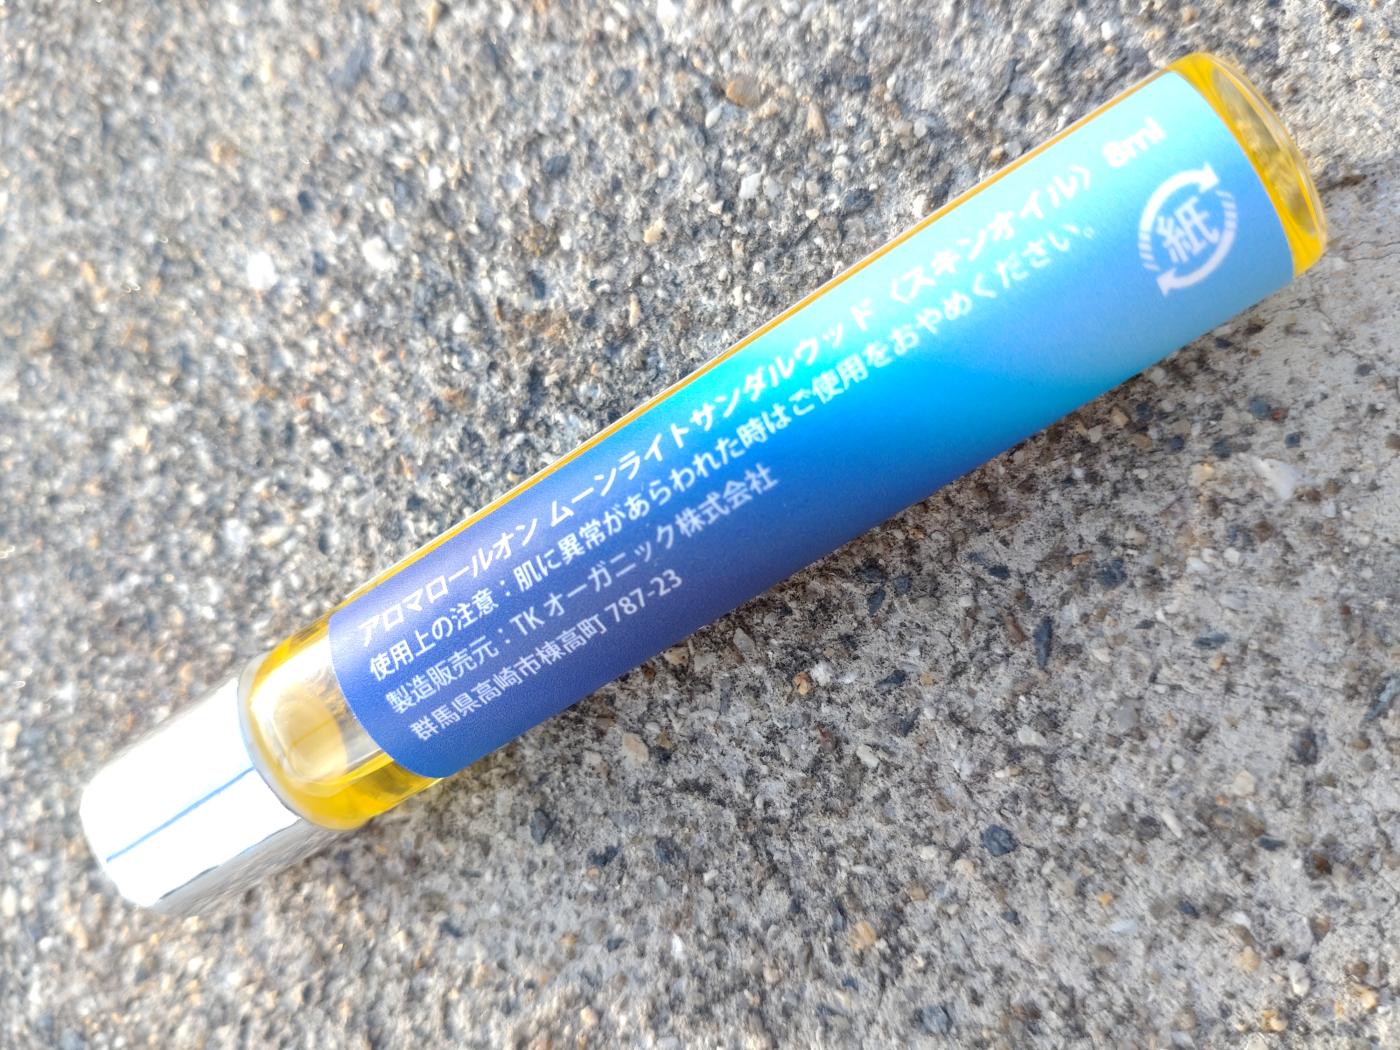 アロマロールオン ムーンライトサンダルウッド〈スキンオイル〉 8ml
使用上の注意：肌に異常があらわれた時はご使用をおやめください。
製造販売元：TK オーガニック株式会社
群馬県高崎市棟高町 787-23
紙